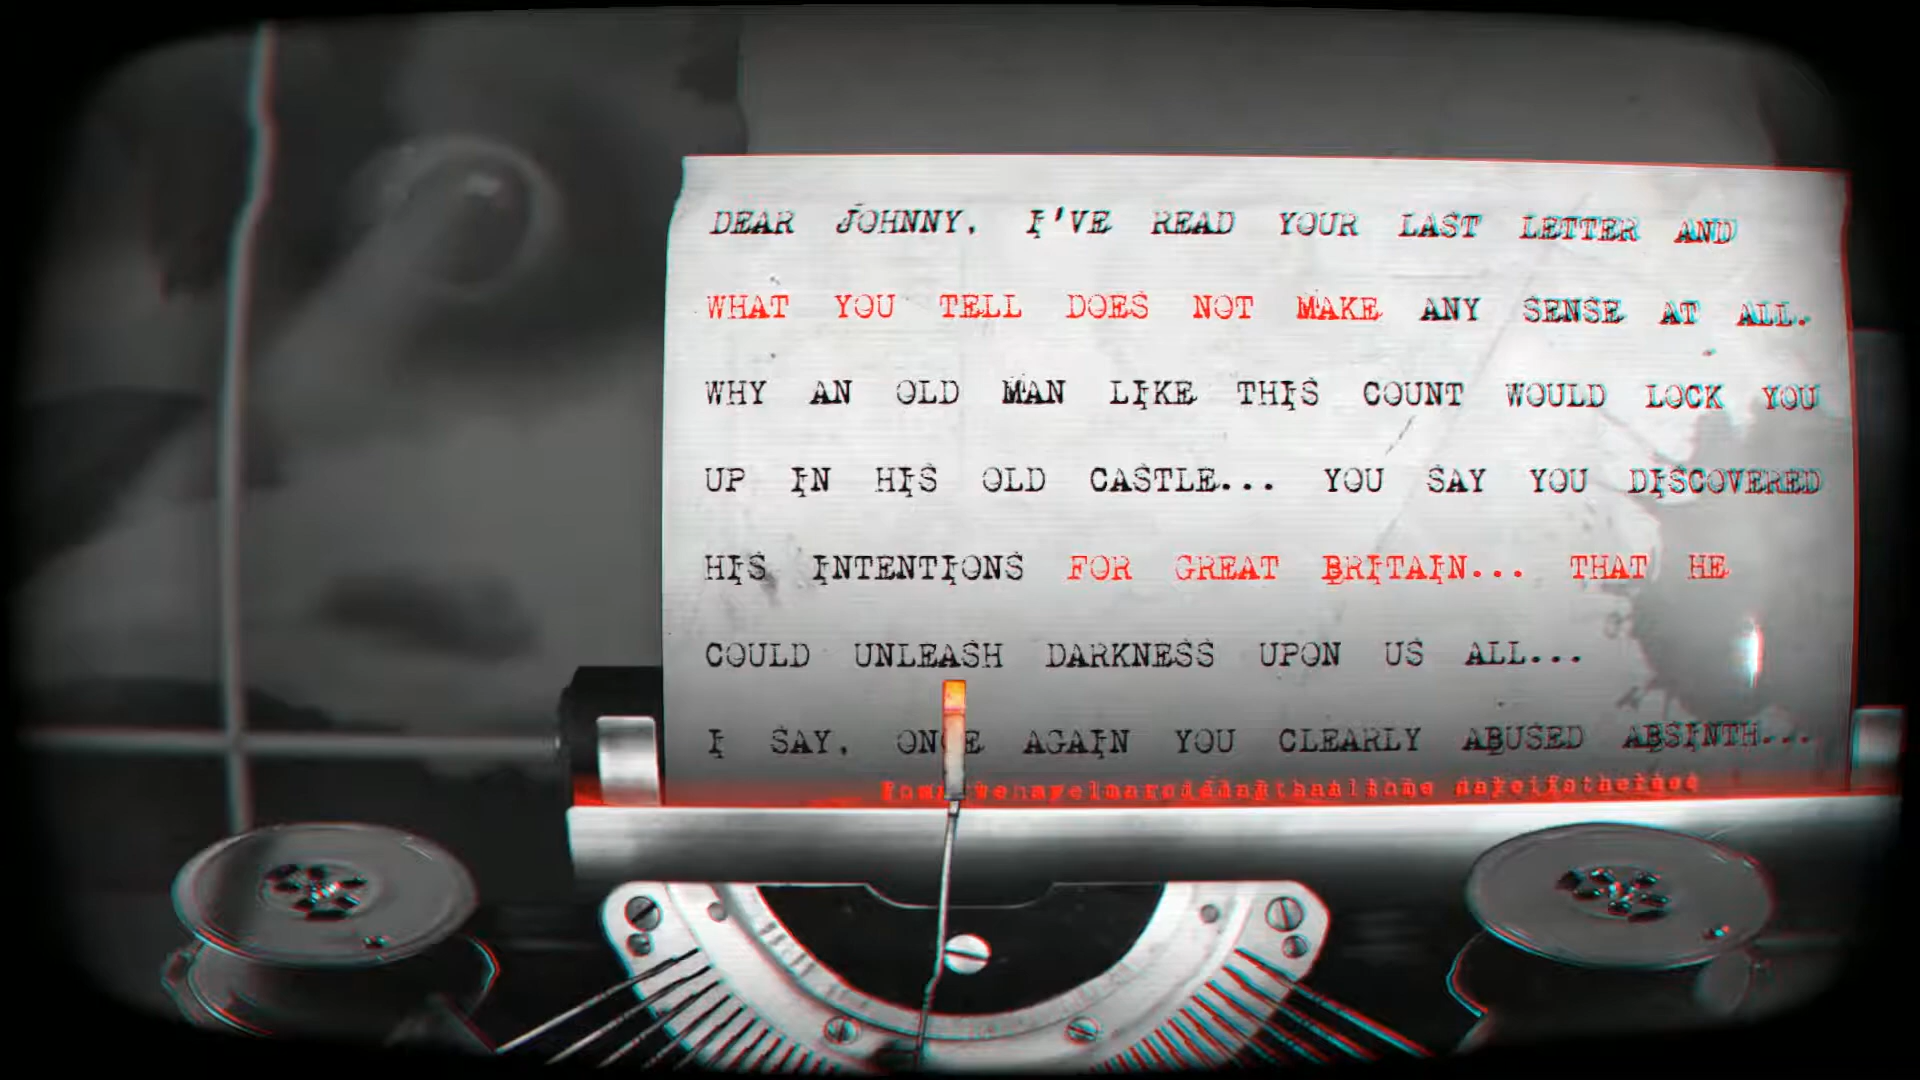 DEAR JOHNNY, I'VE READ YOUR LAST LETTER AND
WHAT YOU TELL DOES NOT MAKE ANY SENSE AT ALL.
WHY AN OLD MAN LIKE THIS COUNT WOULD LOCK YOU
UP IN HIS OLD CASTLE... YOU SAY YOU DISCOVERED
HIS INTENTIONS FOR GREAT BRITAIN... THAT HE
COULD UNLEASH DARKNESS UPON US ALL...
I SAY, ONCE AGAIN YOU CLEARLY ABUSED ABSINTH...